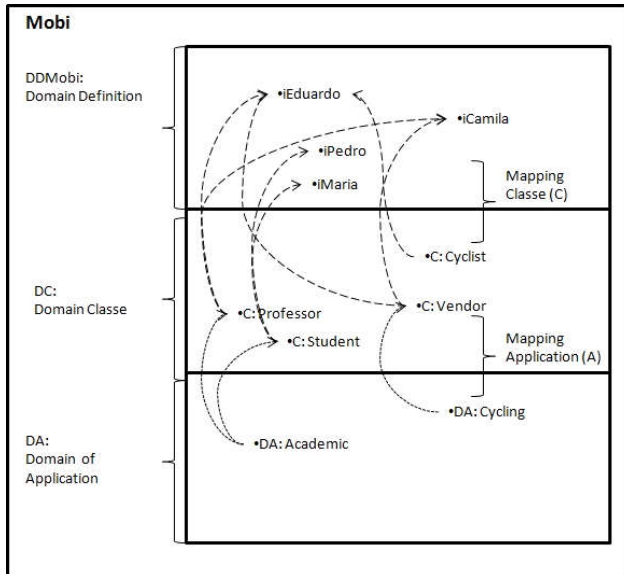 Mobi
DDMobi:
Domain Definition
•iEduardo
•iCamila
•iPedro
•iMaria
Mapping
Classe (C)
•C: Cyclist
DC:
Domain Classe
•C: Vendor
•C: Professor
•C: Student
Mapping
Application (A)
•DA: Cycling
DA:
Domain of
Application
•DA: Academic